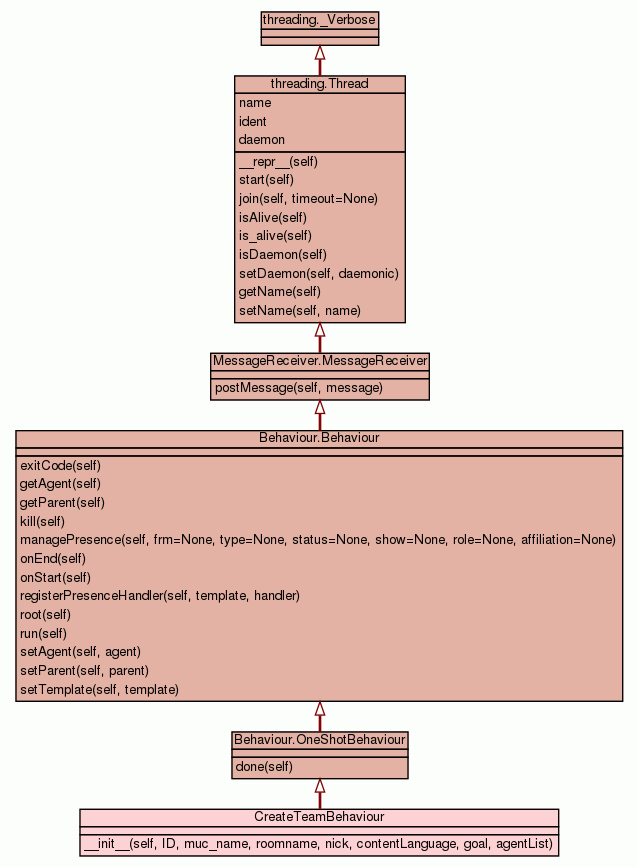 threading._Verbose
threading.Thread
name
ident
daemon
__repr__(self)
start(self)
join(self, timeout=None)
isAlive(self)
is_alive(self)
isDaemon(self)
setDaemon(self, daemonic)
getName(self)
setName(self, name)
MessageReceiver.MessageReceiver
postMessage(self, message)
Behaviour.Behaviour
exitCode(self)
getAgent(self)
getParent(self)
kill(self)
managePresence(self, frm=None, type=None, status=None, show=None, role=None, affiliation=None)
onEnd(self)
onStart(self)
registerPresenceHandler(self, template, handler)
root(self)
run(self)
setAgent(self, agent)
setParent(self, parent)
setTemplate(self, template)
Behaviour.OneShotBehaviour
done(self)
CreateTeamBehaviour
__init__(self, ID, muc_name, roomname, nick, contentLanguage, goal, agentList)